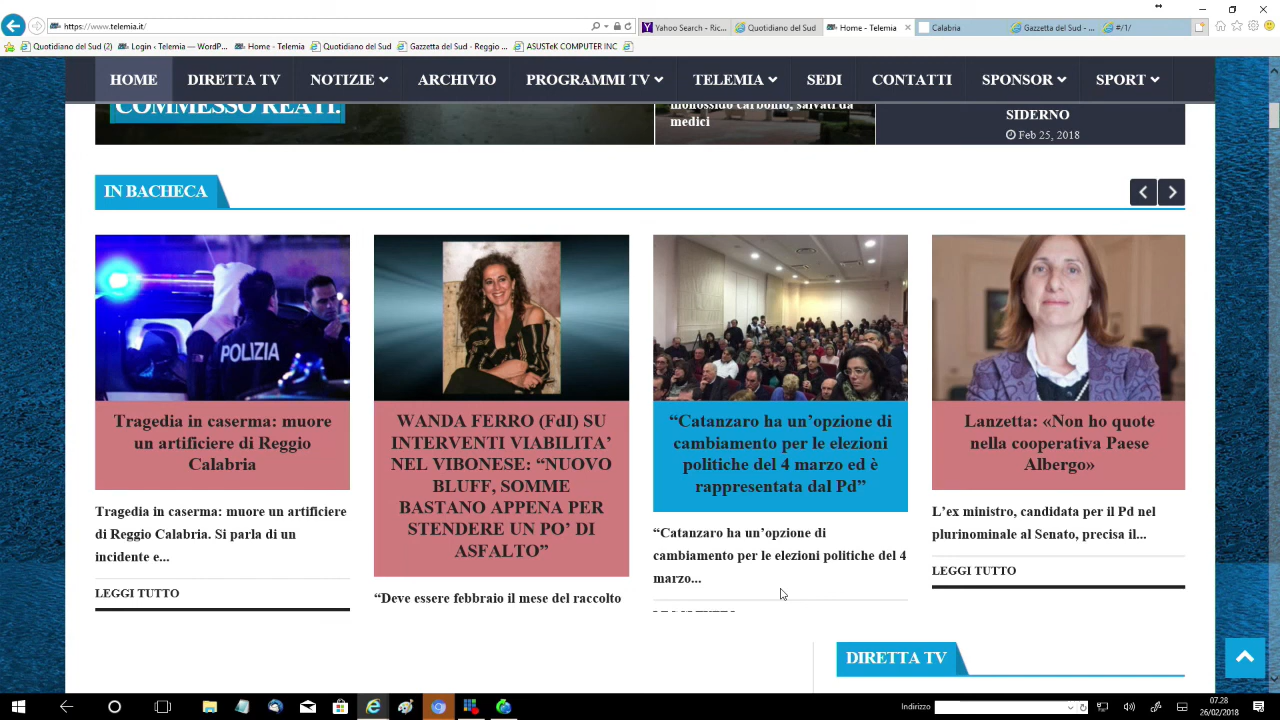 https://www.telemia.it/
Yahoo Search - Ric...
Quotidiano del Sud
Home - Telemia
Calabria
Gazzetta del Sud - ...
#/1/
Quotidiano del Sud (2)
Login - Telemia — WordP...
Home - Telemia
Quotidiano del Sud
Gazzetta del Sud - Reggio ...
ASUSTeK COMPUTER INC
HOME
DIRETTA TV
NOTIZIE
ARCHIVIO
PROGRAMMI TV
TELEMIA
SEDI
CONTATTI
SPONSOR
SPORT
COMMESSO REATI.
monossido carbonio, salvati da
medici
SIDERNO
Feb 25, 2018
IN BACHECA
POLIZIA
Tragedia in caserma: muore
un artificiere di Reggio
Calabria
Tragedia in caserma: muore un artificiere
di Reggio Calabria. Si parla di un
incidente e...
LEGGI TUTTO
WANDA FERRO (FdI) SU
INTERVENTI VIABILITA’
NEL VIBONESE: “NUOVO
BLUFF, SOMME
BASTANO APPENA PER
STENDERE UN PO’ DI
ASFALTO”
“Deve essere febbraio il mese del raccolto
“Catanzaro ha un’opzione di
cambiamento per le elezioni
politiche del 4 marzo ed è
rappresentata dal Pd”
“Catanzaro ha un’opzione di
cambiamento per le elezioni politiche del 4
marzo...
Lanzetta: «Non ho quote
nella cooperativa Paese
Albergo»
L’ex ministro, candidata per il Pd nel
plurinominale al Senato, precisa il...
LEGGI TUTTO
DIRETTA TV
Indirizzo
07.28
26/02/2018